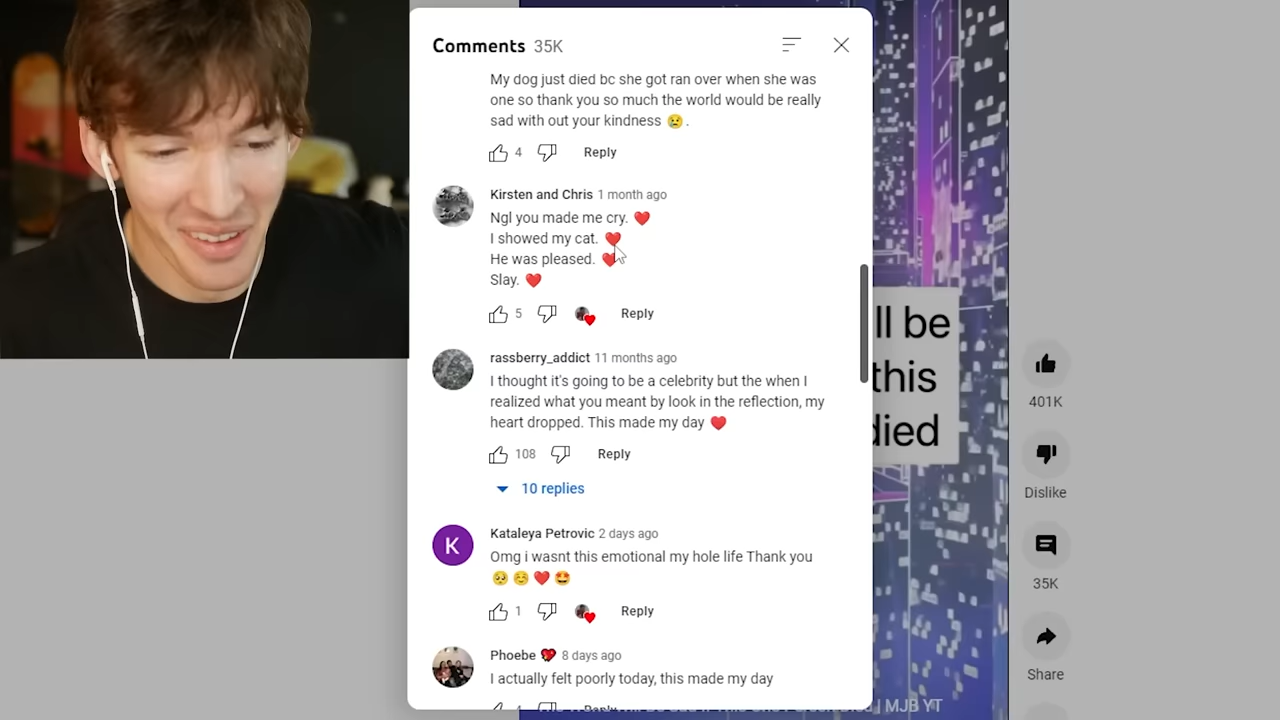 Comments 35K
My dog just died bc she got ran over when she was
one so thank you so much the world would be really
sad with out your kindness 😢 .
4 Reply
Kirsten and Chris 1 month ago
Ngl you made me cry. ❤️
I showed my cat. ❤️
He was pleased. ❤️
Slay. ❤️
5 Reply
rassberry_addict 11 months ago
I thought it's going to be a celebrity but the when I
realized what you meant by look in the reflection, my
heart dropped. This made my day ❤️
108 Reply
10 replies
K
Kataleya Petrovic 2 days ago
Omg i wasnt this emotional my hole life Thank you
🥺 ☺️ ❤️ 🤩
1 Reply
Phoebe 💖 8 days ago
I actually felt poorly today, this made my day
4 Reply
ll be
this
died
401K
Dislike
35K
Share
| MJB YT